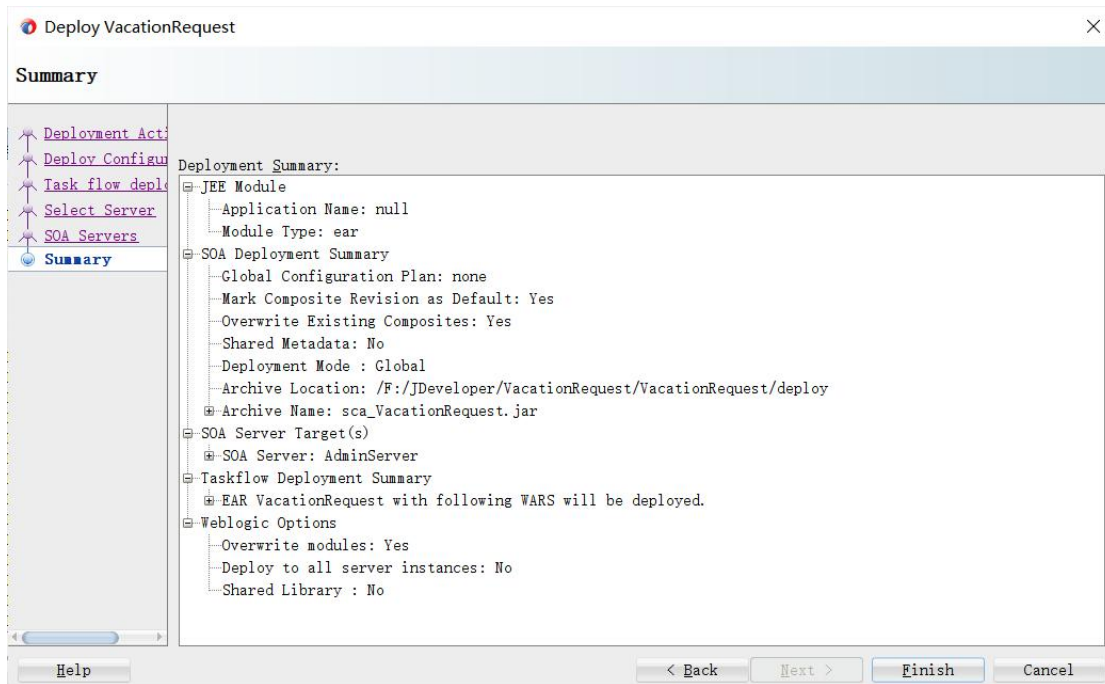 Deploy VacationRequest
Summary
Deployment Acti
Deploy Configu
Task flow deplo
Select Server
SOA Servers
Summary
Deployment Summary:
JEE Module
Application Name: null
Module Type: ear
SOA Deployment Summary
Global Configuration Plan: none
Mark Composite Revision as Default: Yes
Overwrite Existing Composites: Yes
Shared Metadata: No
Deployment Mode : Global
Archive Location: /F:/JDeveloper/VacationRequest/VacationRequest/deploy
Archive Name: sca_VacationRequest.jar
SOA Server Target(s)
SOA Server: AdminServer
Taskflow Deployment Summary
EAR VacationRequest with following WARS will be deployed.
Weblogic Options
Overwrite modules: Yes
Deploy to all server instances: No
Shared Library : No
Help
< Back
Next >
Finish
Cancel